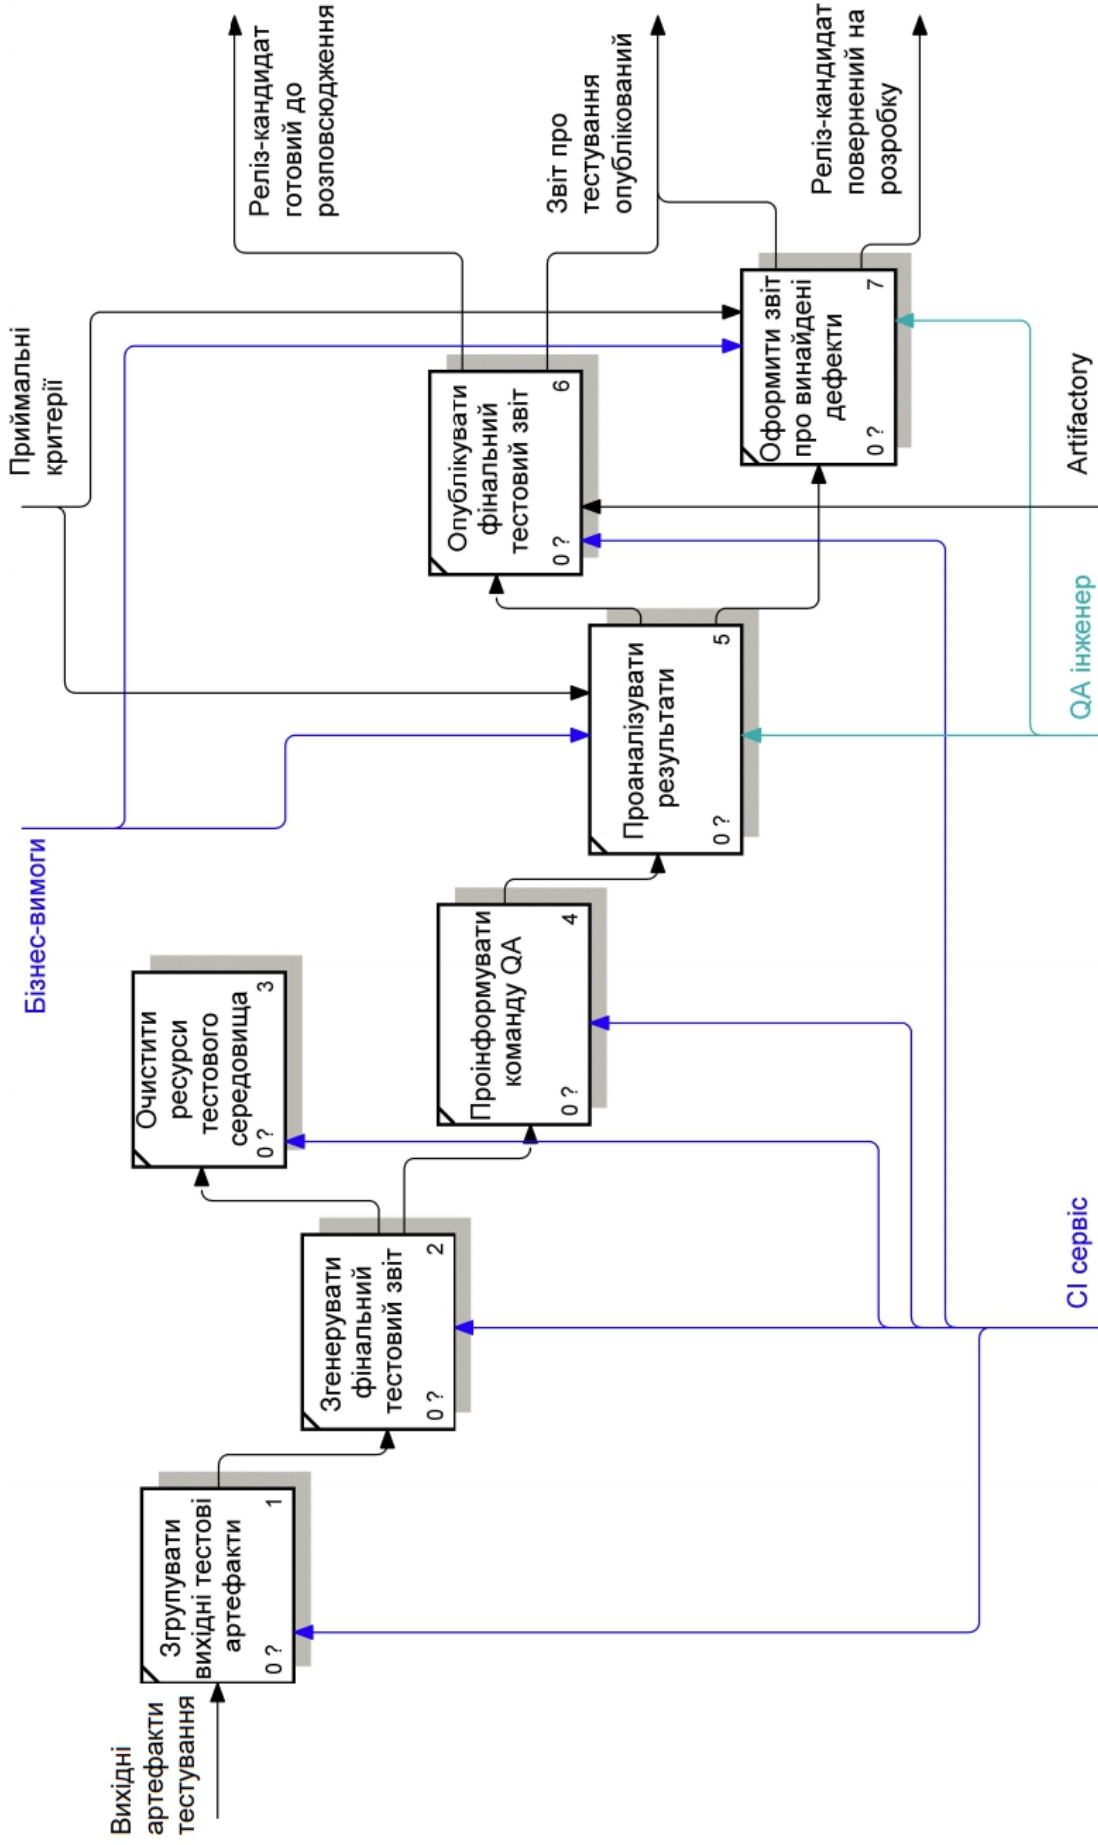 Вихідні
артефакти
тестування
Згрупувати
вихідні тестові
артефакти
0 ?
1
Згенерувати
фінальний
тестовий звіт
0 ?
2
Очистити
ресурси
тестового
середовища
0 ?
3
Проінформувати
команду QA
0 ?
4
Бізнес-вимоги
Проаналізувати
результати
0 ?
5
Приймальні
критерії
Опублікувати
фінальний
тестовий звіт
0 ?
6
Оформити звіт
про винайдені
дефекти
0 ?
7
Реліз-кандидат
готовий до
розповсюдження
Звіт про
тестування
опублікований
Реліз-кандидат
повернений на
розробку
CI сервіс
QA інженер
Artifactory